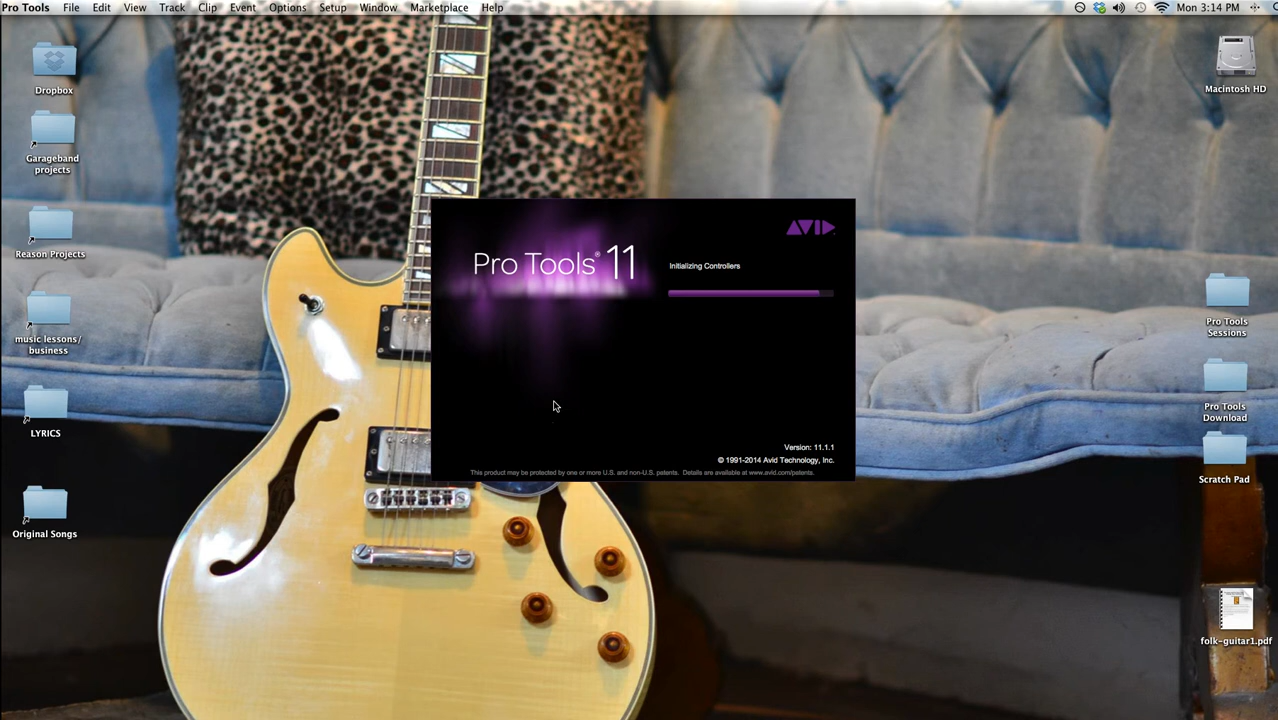 Pro Tools File Edit View Track Clip Event Options Setup Window Marketplace Help Mon 3:14 PM
Dropbox
Garageband
projects
Reason Projects
music lessons/
business
LYRICS
Original Songs
AVID
Pro Tools® 11
Initializing Controllers
Version: 11.1.1
© 1991-2014 Avid Technology, Inc.
This product may be protected by one or more U.S. and non-U.S. patents. Details are available at www.avid.com/patents.
Macintosh HD
Pro Tools
Sessions
Pro Tools
Download
Scratch Pad
folk-guitar1.pdf